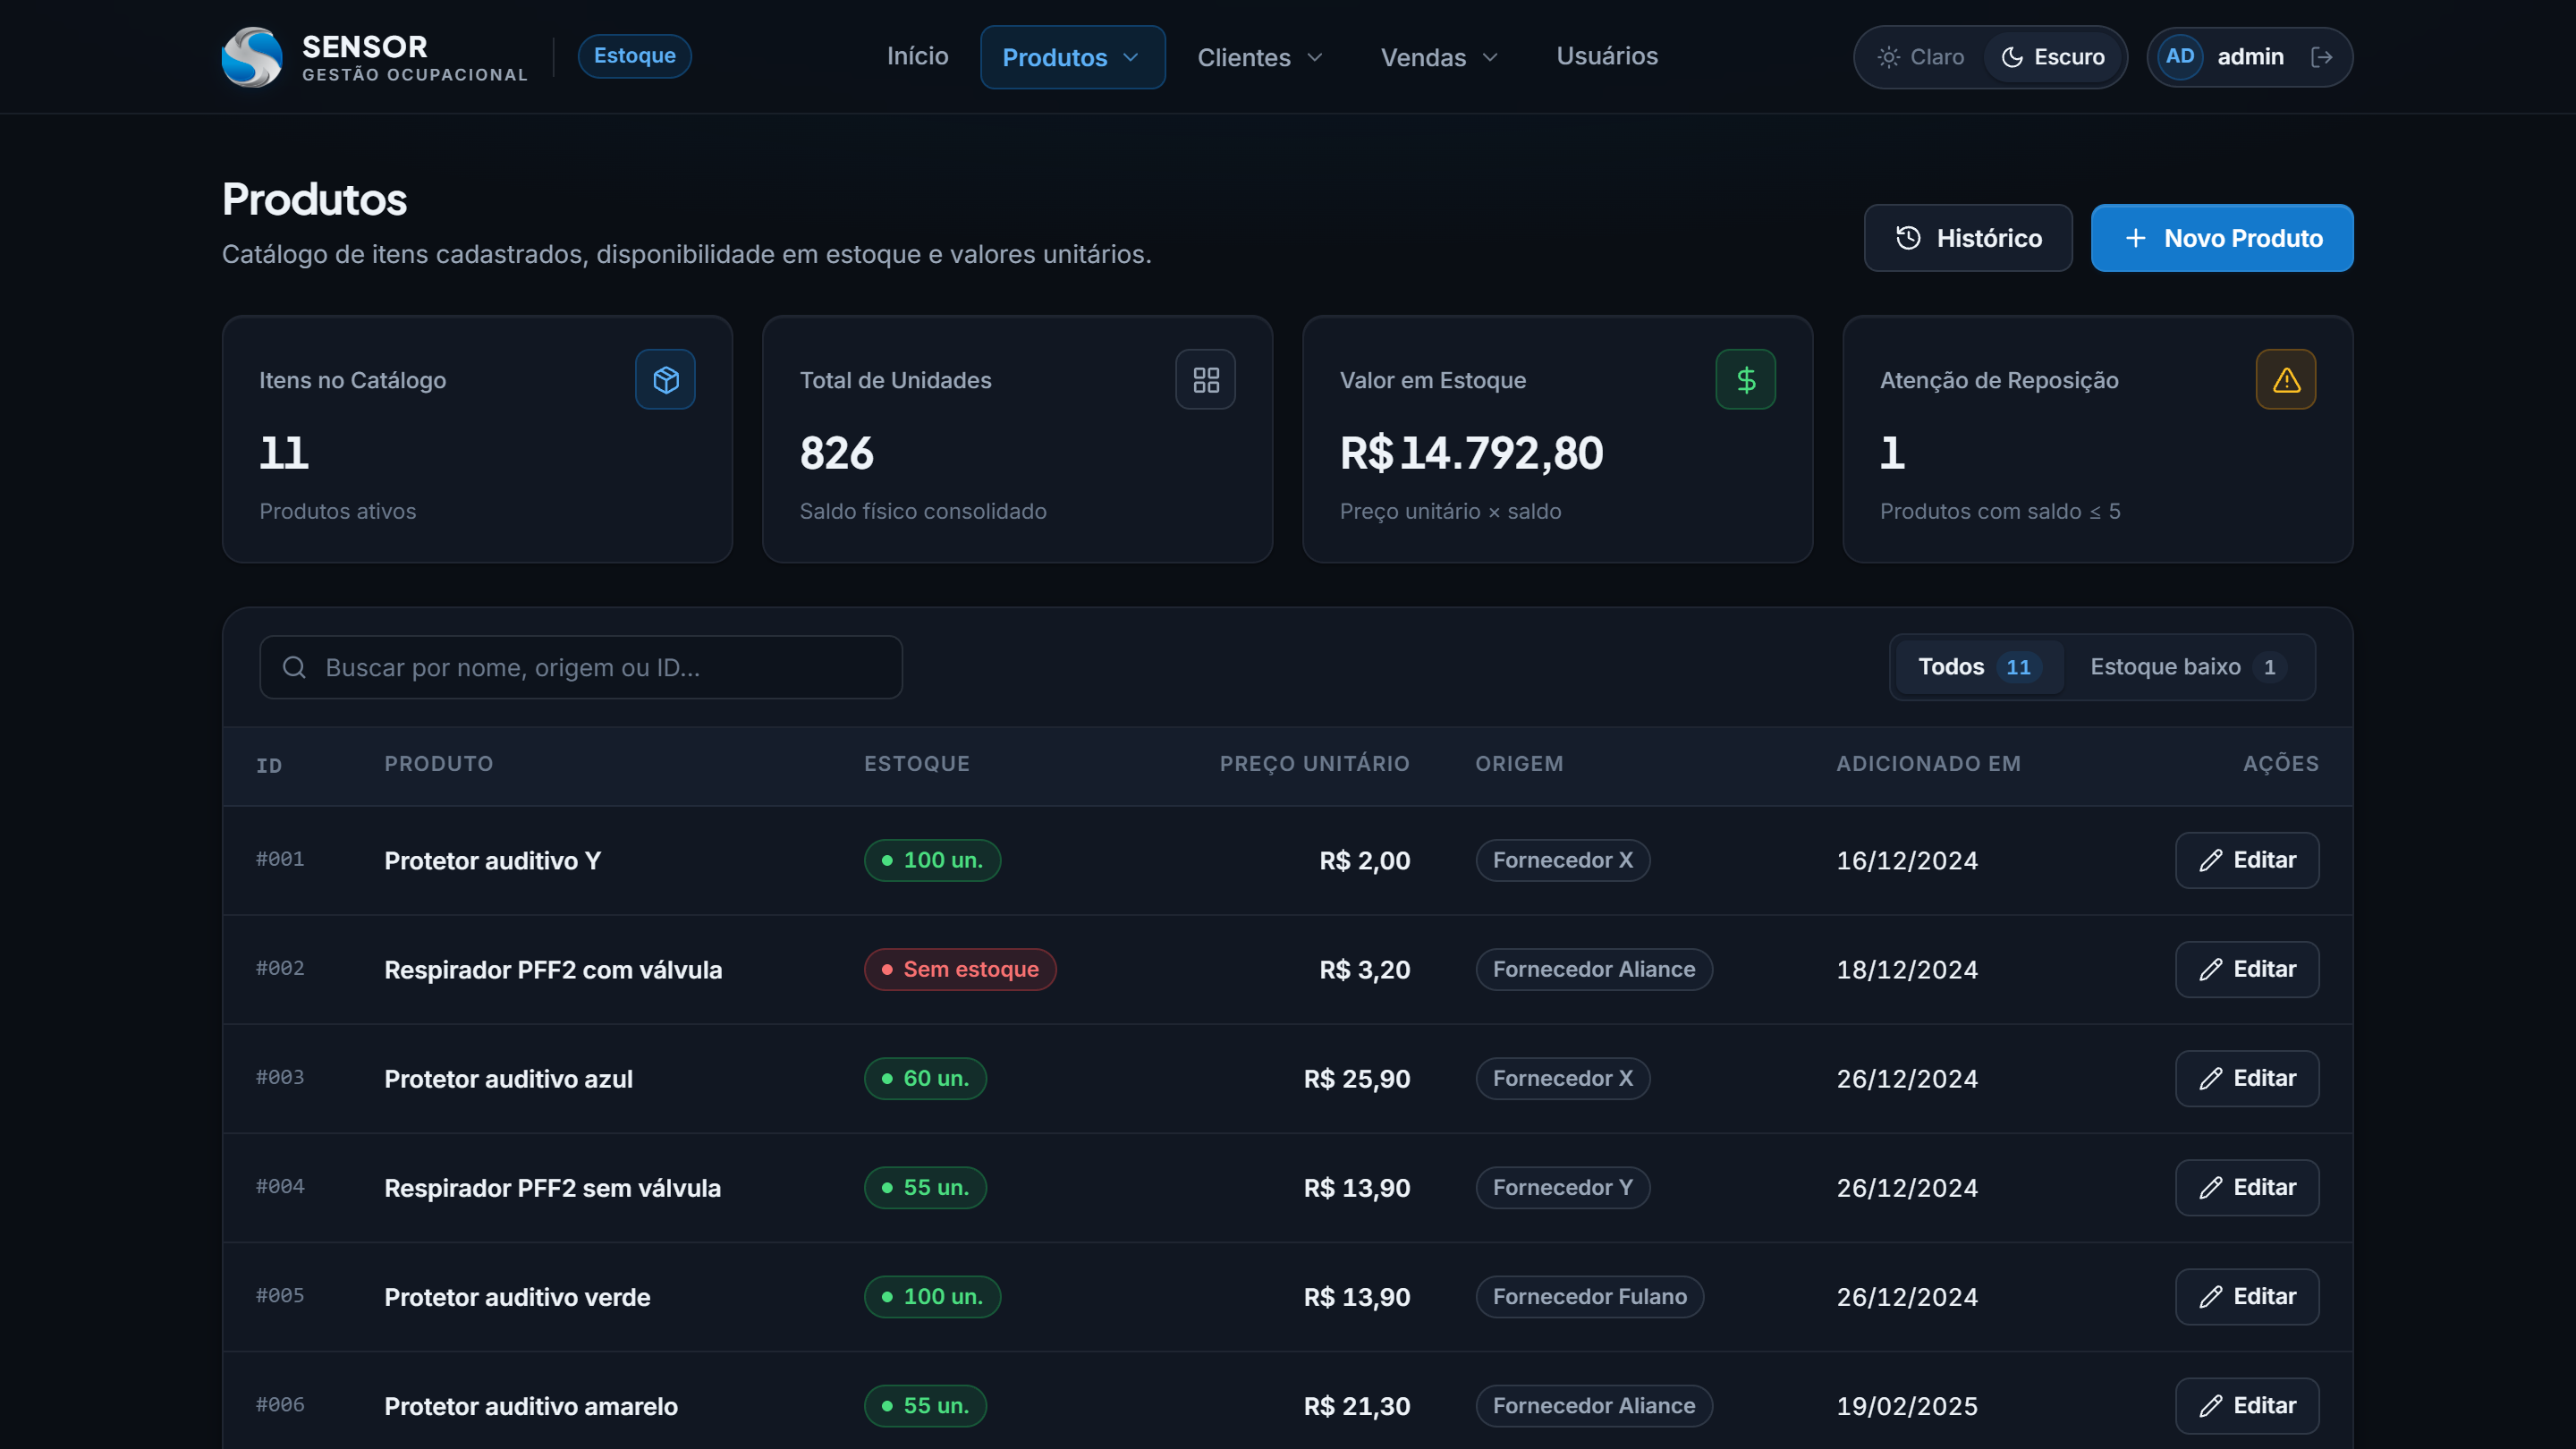 SENSOR
GESTÃO OCUPACIONAL
Estoque
Início
Produtos
Clientes
Vendas
Usuários
Claro
Escuro
AD
admin
Produtos
Catálogo de itens cadastrados, disponibilidade em estoque e valores unitários.
Histórico
Novo Produto
Itens no Catálogo
11
Produtos ativos
Total de Unidades
826
Saldo físico consolidado
Valor em Estoque
R$ 14.792,80
Preço unitário × saldo
Atenção de Reposição
1
Produtos com saldo ≤ 5
Buscar por nome, origem ou ID...
Todos 11
Estoque baixo 1
ID PRODUTO ESTOQUE PREÇO UNITÁRIO ORIGEM ADICIONADO EM AÇÕES
#001 Protetor auditivo Y 100 un. R$ 2,00 Fornecedor X 16/12/2024 Editar
#002 Respirador PFF2 com válvula Sem estoque R$ 3,20 Fornecedor Aliance 18/12/2024 Editar
#003 Protetor auditivo azul 60 un. R$ 25,90 Fornecedor X 26/12/2024 Editar
#004 Respirador PFF2 sem válvula 55 un. R$ 13,90 Fornecedor Y 26/12/2024 Editar
#005 Protetor auditivo verde 100 un. R$ 13,90 Fornecedor Fulano 26/12/2024 Editar
#006 Protetor auditivo amarelo 55 un. R$ 21,30 Fornecedor Aliance 19/02/2025 Editar